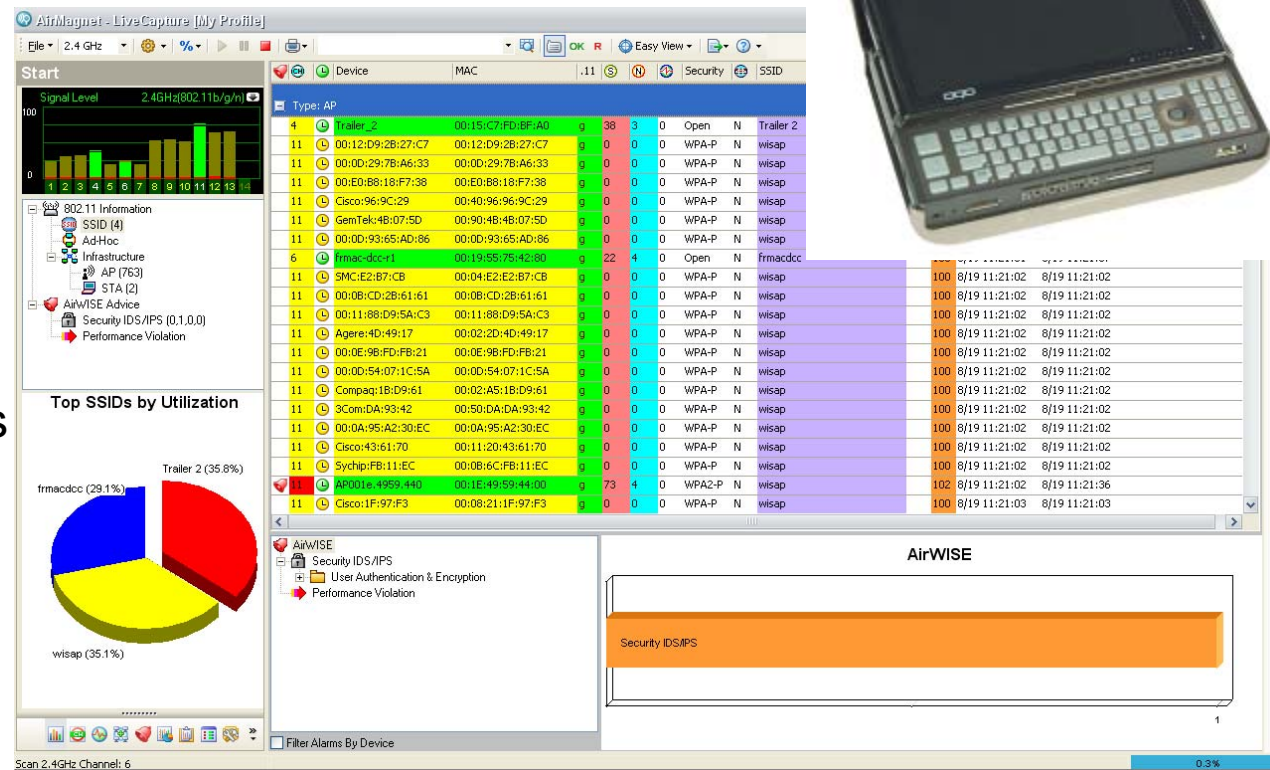 AirMagnet - LiveCapture [My Profile]
File 2.4 GHz % OK R Easy View
Start
Device MAC .11 S N Security SSID
Signal Level 2.4GHz(802.11b/g/n)
100
0
1 2 3 4 5 6 7 8 9 10 11 12 13 14
802.11 Information
SSID (4)
Ad-Hoc
Infrastructure
AP (763)
STA (2)
AirWISE Advice
Security IDS/IPS (0,1,0,0)
Performance Violation
Top SSIDs by Utilization
Trailer 2 (35.8%)
frmacdcc (29.1%)
wisap (35.1%)
s
Type: AP
4 Trailer_2 00:15:C7:FD:BF:A0 g 38 3 0 Open N Trailer 2
11 00:12:D9:2B:27:C7 00:12:D9:2B:27:C7 g 0 0 0 WPA-P N wisap
11 00:0D:29:7B:A6:33 00:0D:29:7B:A6:33 g 0 0 0 WPA-P N wisap
11 00:E0:B8:18:F7:38 00:E0:B8:18:F7:38 g 0 0 0 WPA-P N wisap
11 Cisco:96:9C:29 00:40:96:96:9C:29 g 0 0 0 WPA-P N wisap
11 GemTek:4B:07:5D 00:90:4B:4B:07:5D g 0 0 0 WPA-P N wisap
11 00:0D:93:65:AD:86 00:0D:93:65:AD:86 g 0 0 0 WPA-P N wisap
6 frmac-dcc-r1 00:19:55:75:42:80 g 22 4 0 Open N frmacdcc
11 SMC:E2:B7:CB 00:04:E2:E2:B7:CB g 0 0 0 WPA-P N wisap 100 8/19 11:21:02 8/19 11:21:02
11 00:0B:CD:2B:61:61 00:0B:CD:2B:61:61 g 0 0 0 WPA-P N wisap 100 8/19 11:21:02 8/19 11:21:02
11 00:11:88:D9:5A:C3 00:11:88:D9:5A:C3 g 0 0 0 WPA-P N wisap 100 8/19 11:21:02 8/19 11:21:02
11 Agere:4D:49:17 00:02:2D:4D:49:17 g 0 0 0 WPA-P N wisap 100 8/19 11:21:02 8/19 11:21:02
11 00:0E:9B:FD:FB:21 00:0E:9B:FD:FB:21 g 0 0 0 WPA-P N wisap 100 8/19 11:21:02 8/19 11:21:02
11 00:0D:54:07:1C:5A 00:0D:54:07:1C:5A g 0 0 0 WPA-P N wisap 100 8/19 11:21:02 8/19 11:21:02
11 Compaq:1B:D9:61 00:02:A5:1B:D9:61 g 0 0 0 WPA-P N wisap 100 8/19 11:21:02 8/19 11:21:02
11 3Com:DA:93:42 00:50:DA:DA:93:42 g 0 0 0 WPA-P N wisap 100 8/19 11:21:02 8/19 11:21:02
11 00:0A:95:A2:30:EC 00:0A:95:A2:30:EC g 0 0 0 WPA-P N wisap 100 8/19 11:21:02 8/19 11:21:02
11 Cisco:43:61:70 00:11:20:43:61:70 g 0 0 0 WPA-P N wisap 100 8/19 11:21:02 8/19 11:21:02
11 Sychip:FB:11:EC 00:0B:6C:FB:11:EC g 0 0 0 WPA-P N wisap 100 8/19 11:21:02 8/19 11:21:02
11 AP001e.4959.440 00:1E:49:59:44:00 g 73 4 0 WPA2-P N wisap 102 8/19 11:21:02 8/19 11:21:36
11 Cisco:1F:97:F3 00:08:21:1F:97:F3 g 0 0 0 WPA-P N wisap 100 8/19 11:21:03 8/19 11:21:03
AirWISE
Security IDS/IPS
User Authentication & Encryption
Performance Violation
AirWISE
Security IDS/IPS
1
Filter Alarms By Device
Scan 2.4GHz Channel: 6
0.3%